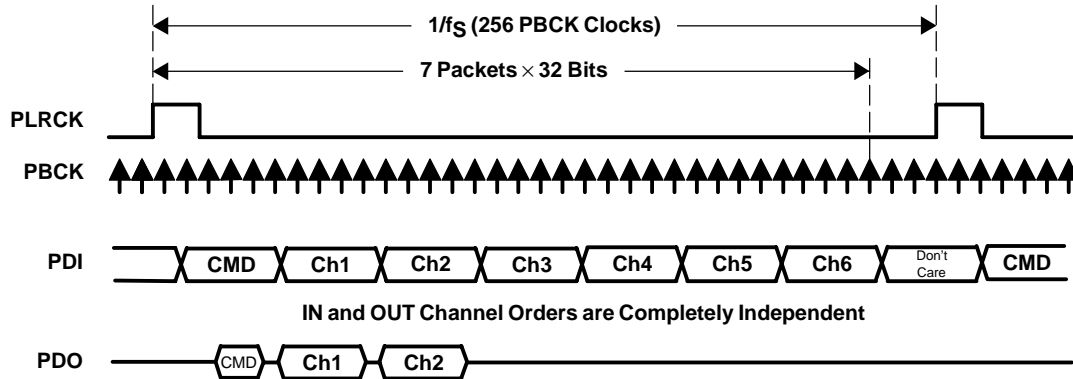 1/fS (256 PBCK Clocks)
7 Packets × 32 Bits
PLRCK
PBCK
PDI CMD Ch1 Ch2 Ch3 Ch4 Ch5 Ch6 Don't Care CMD
IN and OUT Channel Orders are Completely Independent
PDO CMD Ch1 Ch2